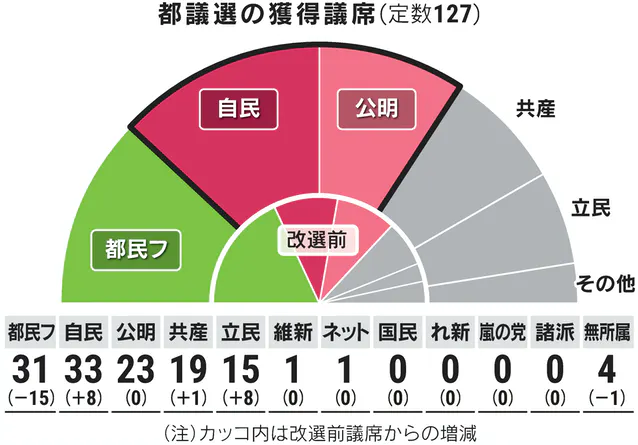 都議選の獲得議席(定数127)
自民
公明
共産
都民フ
改選前
立民
その他
都民フ 自民 公明 共産 立民 維新 ネット 国民 れ新 嵐の党 諸派 無所属
31 33 23 19 15 1 1 0 0 0 0 4
(−15) (+8) (0) (+1) (+8) (0) (0) (0) (0) (0) (0) (−1)
(注)カッコ内は改選前議席からの増減